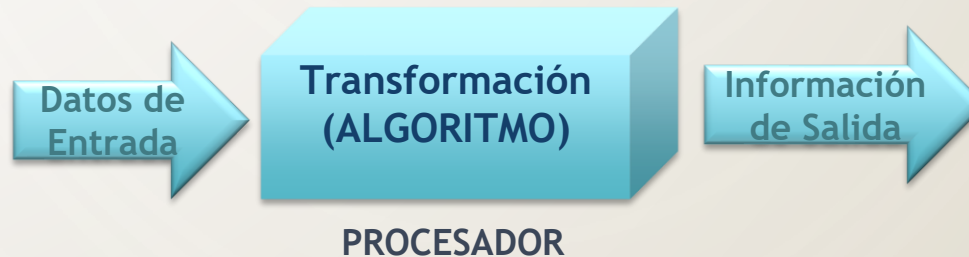 Datos de
Entrada
Transformación
(ALGORITMO)
Información
de Salida
PROCESADOR